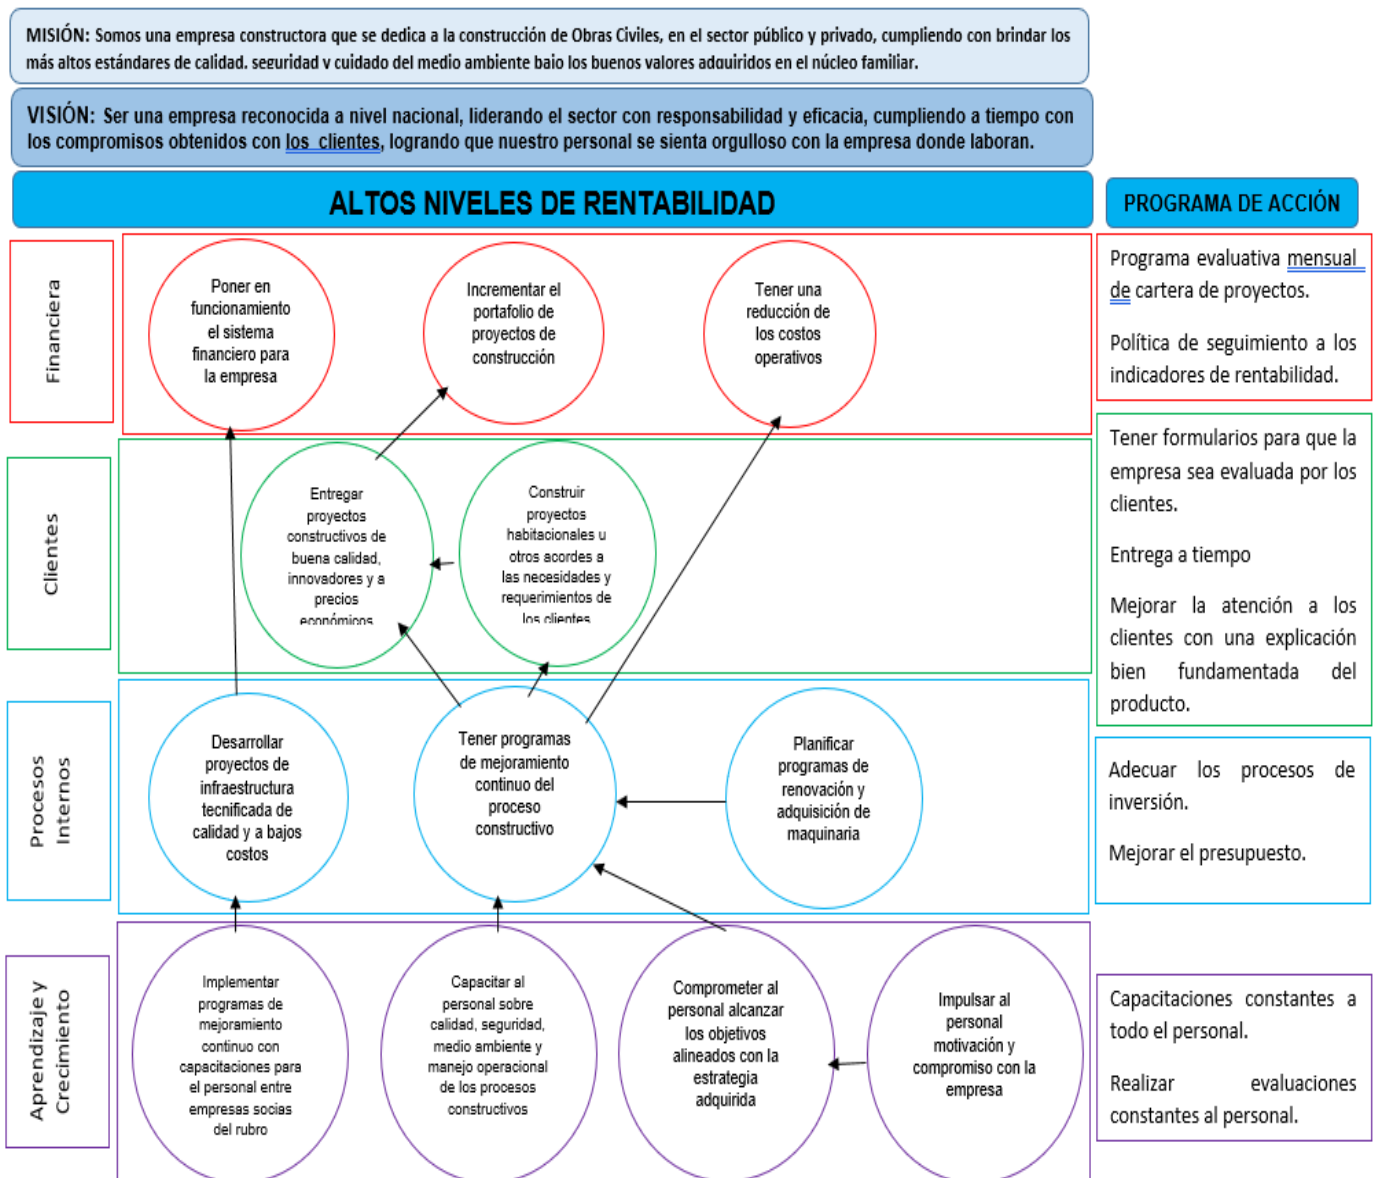 MISIÓN: Somos una empresa constructora que se dedica a la construcción de Obras Civiles, en el sector público y privado, cumpliendo con brindar los
más altos estándares de calidad, seguridad y cuidado del medio ambiente bajo los buenos valores adquiridos en el núcleo familiar.
VISIÓN: Ser una empresa reconocida a nivel nacional, liderando el sector con responsabilidad y eficacia, cumpliendo a tiempo con
los compromisos obtenidos con los clientes, logrando que nuestro personal se sienta orgulloso con la empresa donde laboran.
ALTOS NIVELES DE RENTABILIDAD
PROGRAMA DE ACCIÓN
Financiera
Poner en
funcionamiento
el sistema
financiero para
la empresa
Incrementar el
portafolio de
proyectos de
construcción
Tener una
reducción de
los costos
operativos
Programa evaluativa mensual
de cartera de proyectos.
Política de seguimiento a los
indicadores de rentabilidad.
Clientes
Entregar
proyectos
constructivos de
buena calidad,
innovadores y a
precios
económicos
Construir
proyectos
habitacionales u
otros acordes a
las necesidades y
requerimientos de
los clientes
Tener formularios para que la
empresa sea evaluada por los
clientes.
Entrega a tiempo
Mejorar la atención a los
clientes con una explicación
bien fundamentada del
producto.
Procesos
Internos
Desarrollar
proyectos de
infraestructura
tecnificada de
calidad y a bajos
costos
Tener programas
de mejoramiento
continuo del
proceso
constructivo
Planificar
programas de
renovación y
adquisición de
maquinaria
Adecuar los procesos de
inversión.
Mejorar el presupuesto.
Aprendizaje y
Crecimiento
Implementar
programas de
mejoramiento
continuo con
capacitaciones para
el personal entre
empresas socias
del rubro
Capacitar al
personal sobre
calidad, seguridad,
medio ambiente y
manejo operacional
de los procesos
constructivos
Comprometer al
personal alcanzar
los objetivos
alineados con la
estrategia
adquirida
Impulsar al
personal
motivación y
compromiso con la
empresa
Capacitaciones constantes a
todo el personal.
Realizar evaluaciones
constantes al personal.